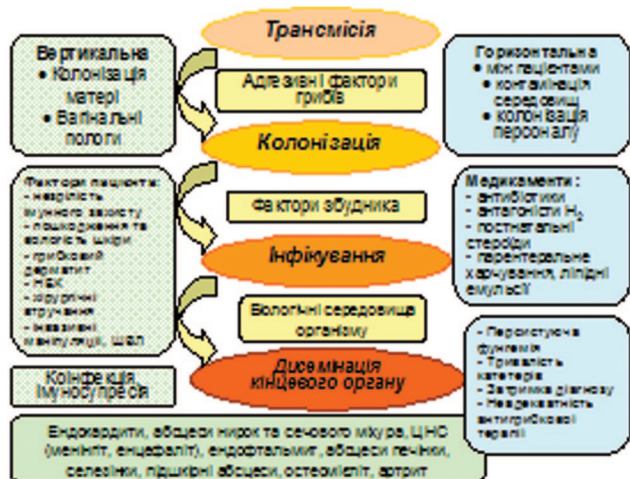 Трансмісія
Вертикальна
● Колонізація
матері
● Вагінальні
пологи
Адгезивні фактори
грибів
Горизонтальна
● між пацієнтами
● контамінація
середовищ
● колонізація
персоналу
Колонізація
Фактори пацієнта:
- незрілість
імунного захисту
- пошкодження та
вологість шкіри
- грибковий
дерматит
- НЕК
- хірургічні
втручання
- інвазивні
маніпуляції, ШВЛ
Фактори збудника
Медикаменти:
- антибіотики
- антагоністи H₂
- постнатальні
стероїди
- парентеральне
харчування, ліпідні
емульсії
Інфікування
Біологічні середовища
організму
Дисемінація
кінцевого органу
- Персистуюча
фунгемія
- Тривалість
катетерів
- Затримка діагнозу
- Неадекватність
антигрибкової
терапії
Коінфекція,
Імуносупресія
Ендокардити, абсцеси нирок та сечового міхура, ЦНС
(менінгіт, енцефаліт), ендофтальміт, абсцеси печінки,
селезінки, підшкірні абсцеси, остеомієліт, артрит